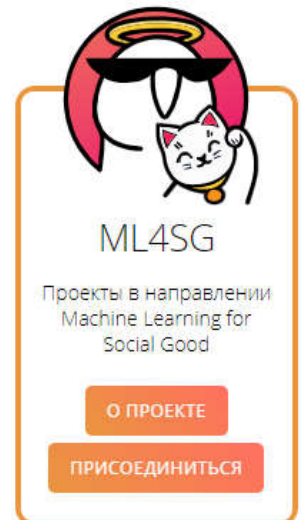 ML4SG
Проекты в направлении
Machine Learning for
Social Good
О ПРОЕКТЕ
ПРИСОЕДИНИТЬСЯ